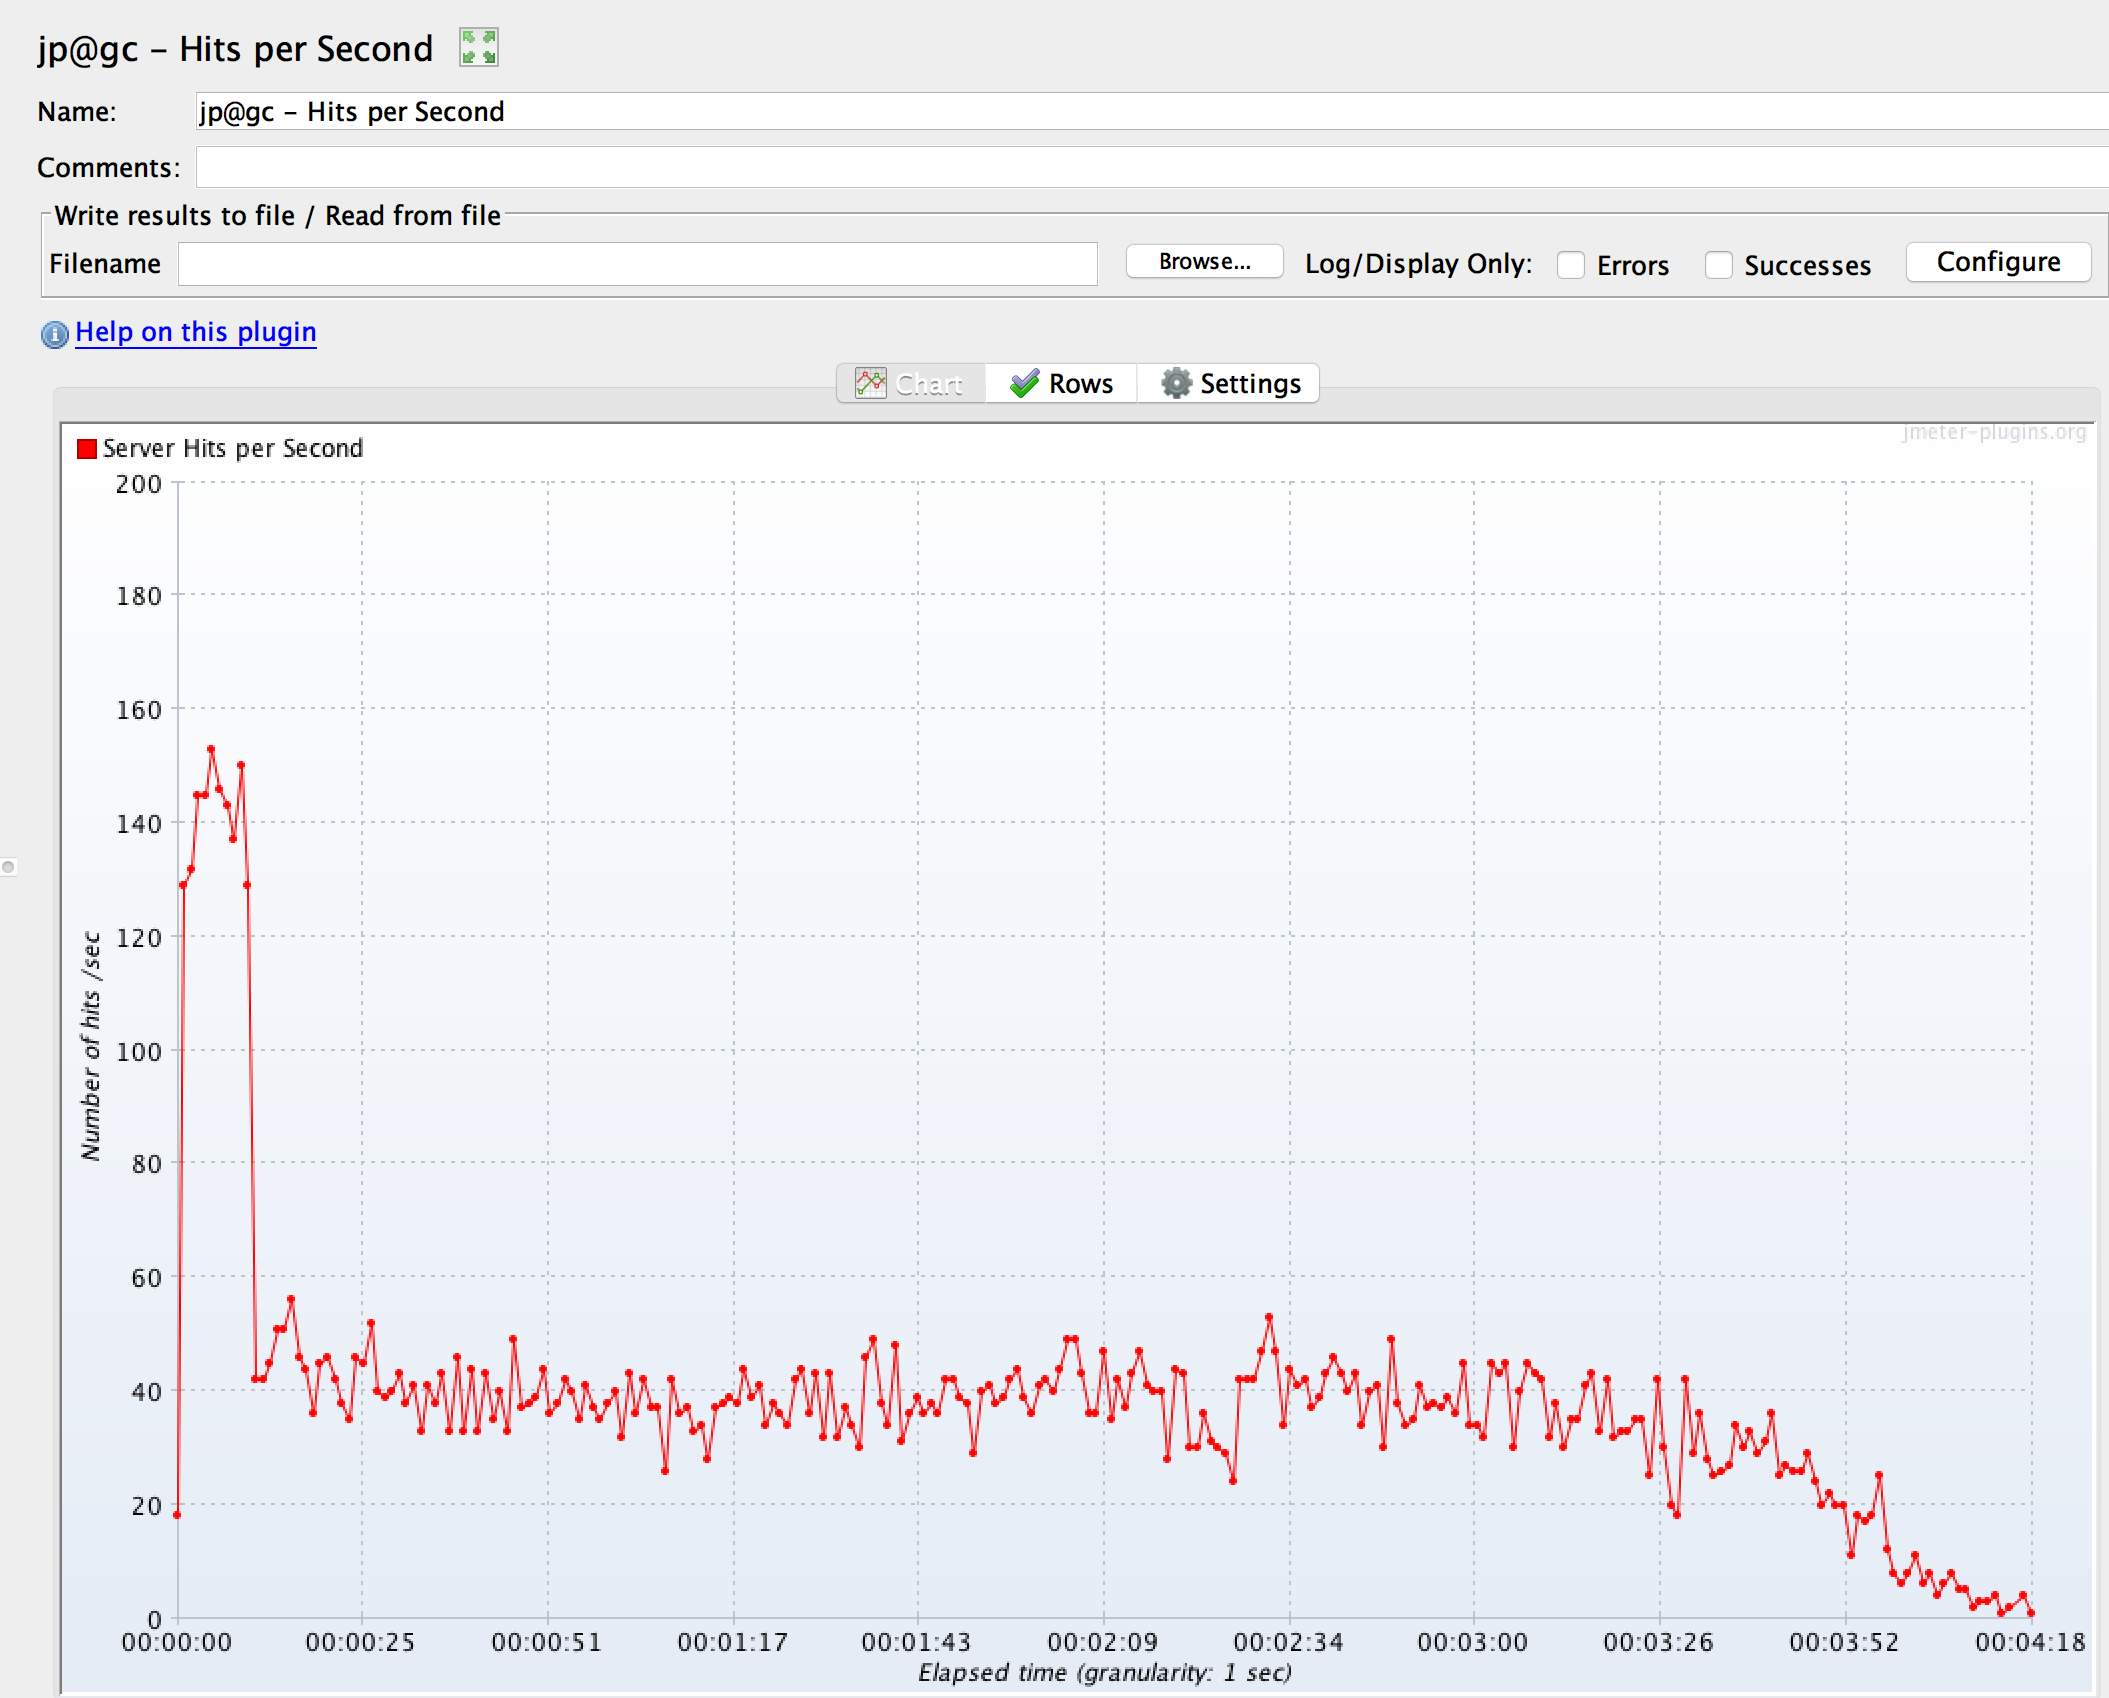 jp@gc - Hits per Second
Name: jp@gc - Hits per Second
Comments:
Write results to file / Read from file
Filename Browse... Log/Display Only: Errors Successes Configure
Help on this plugin
Chart Rows Settings
jmeter-plugins.org
Server Hits per Second
200
180
160
140
120
100
80
60
40
20
0
Number of hits /sec
00:00:00 00:00:25 00:00:51 00:01:17 00:01:43 00:02:09 00:02:34 00:03:00 00:03:26 00:03:52 00:04:18
Elapsed time (granularity: 1 sec)